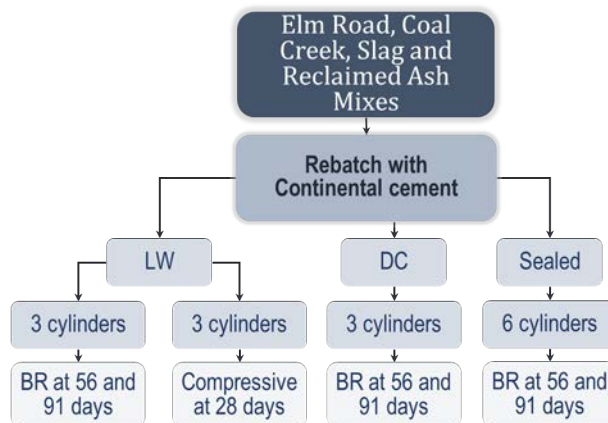 Elm Road, Coal
Creek, Slag and
Reclaimed Ash
Mixes
Rebatch with
Continental cement
LW
DC
Sealed
3 cylinders
3 cylinders
3 cylinders
6 cylinders
BR at 56 and
91 days
Compressive
at 28 days
BR at 56 and
91 days
BR at 56 and
91 days